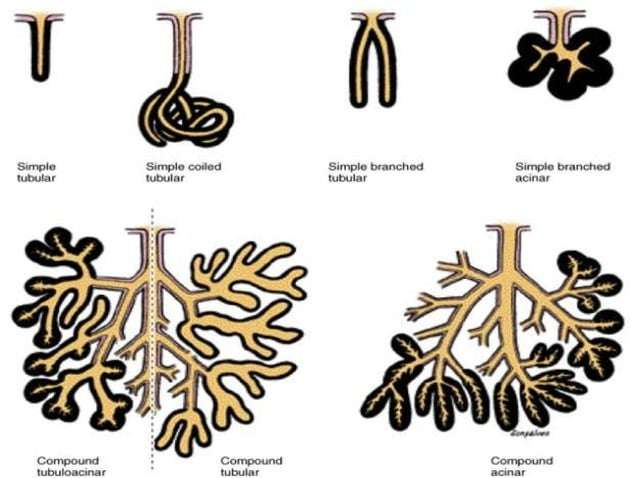 Simple
tubular
Simple coiled
tubular
Simple branched
tubular
Simple branched
acinar
Compound
tubuloacinar
Compound
tubular
Compound
acinar